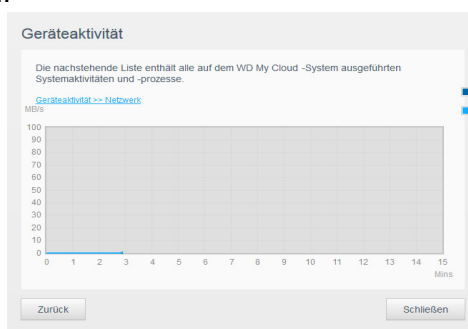 Geräteaktivität
Die nachstehende Liste enthält alle auf dem WD My Cloud -System ausgeführten
Systemaktivitäten und -prozesse.
Geräteaktivität >> Netzwerk
MB/s
100
90
80
70
60
50
40
30
20
10
0
0 1 2 3 4 5 6 7 8 9 10 11 12 13 14 15
Mins
Zurück Schließen